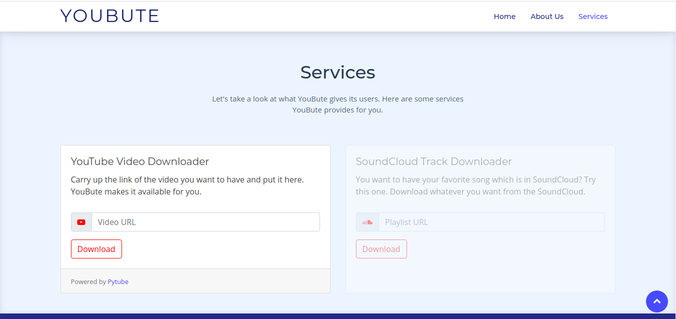 YOUBUTE
Home About Us Services
Services
Let's take a look at what YouBute gives its users. Here are some services
YouBute provides for you.
YouTube Video Downloader
Carry up the link of the video you want to have and put it here.
YouBute makes it available for you.
Video URL
Download
Powered by Pytube
SoundCloud Track Downloader
You want to have your favorite song which is in SoundCloud? Try
this one. Download whatever you want from the SoundCloud.
Playlist URL
Download